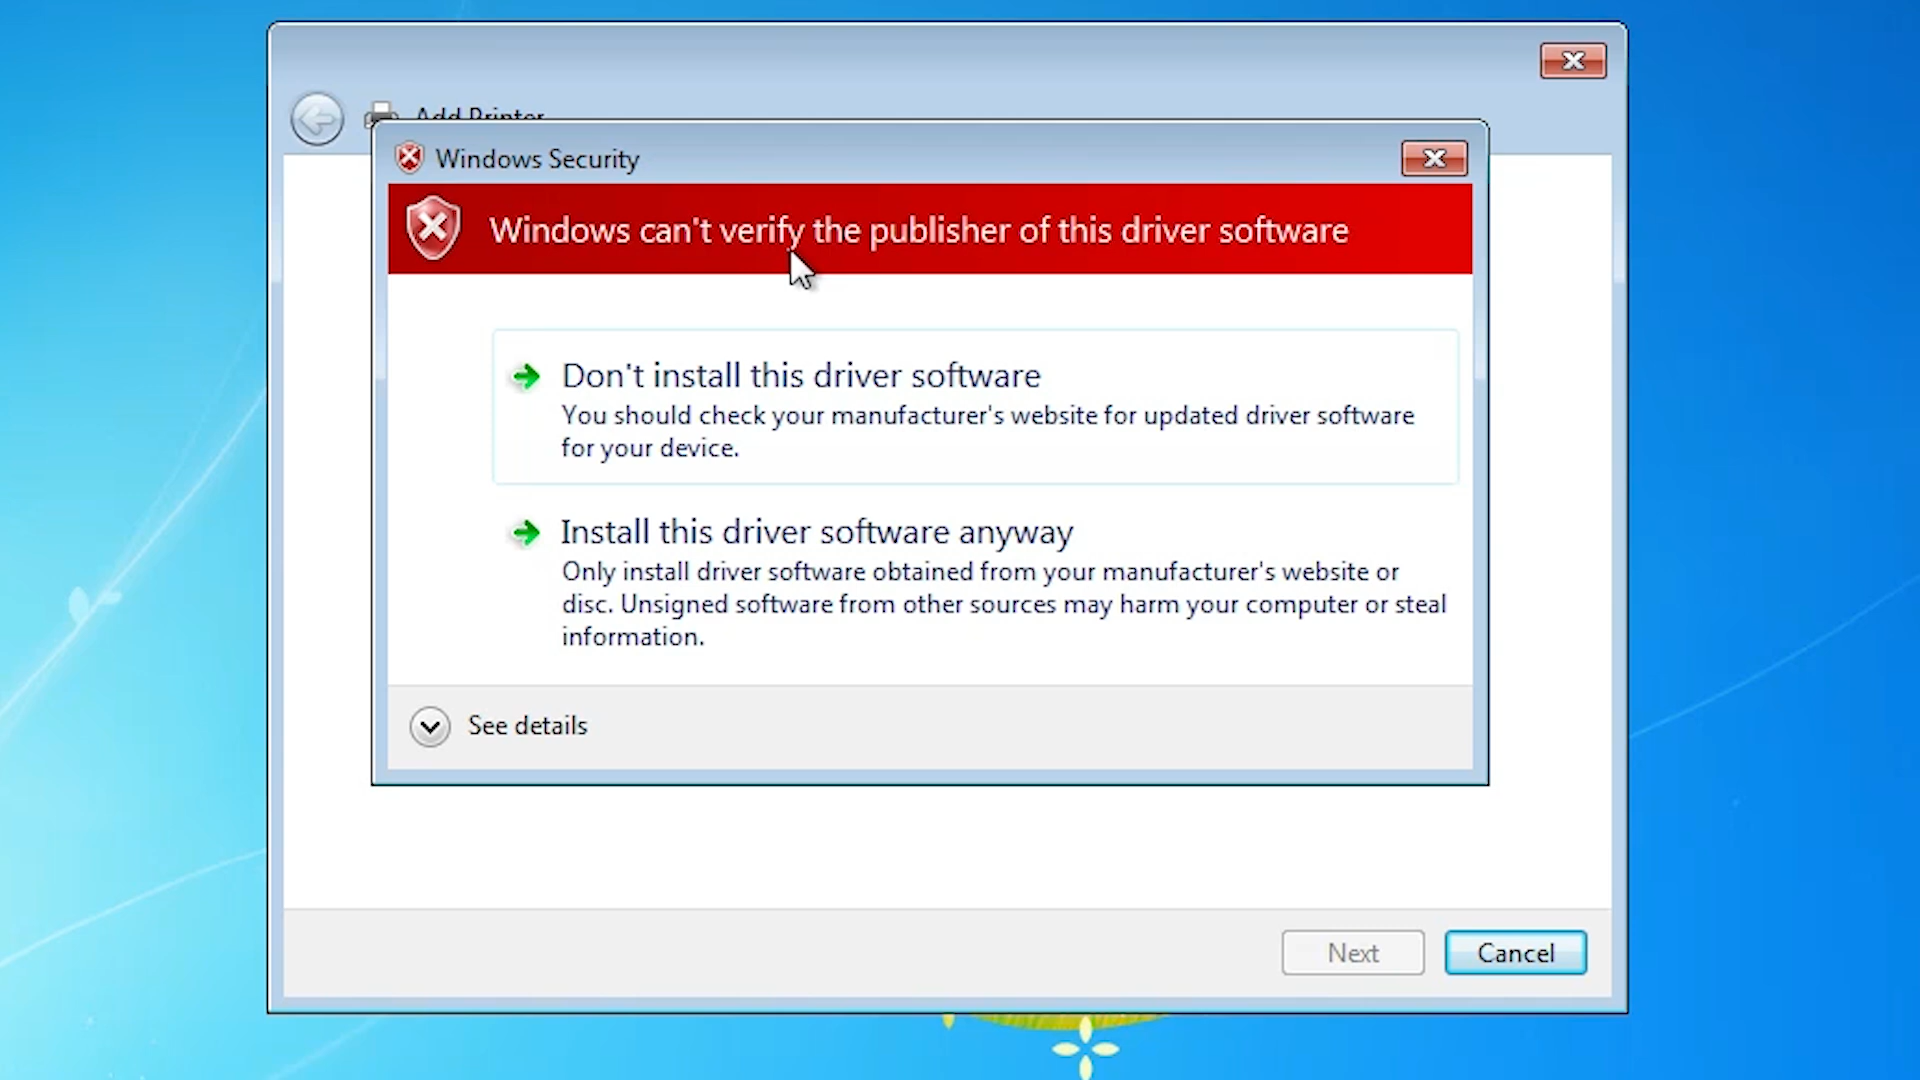 Add Printer
Windows Security
Windows can't verify the publisher of this driver software
Don't install this driver software
You should check your manufacturer's website for updated driver software
for your device.
Install this driver software anyway
Only install driver software obtained from your manufacturer's website or
disc. Unsigned software from other sources may harm your computer or steal
information.
See details
Next
Cancel